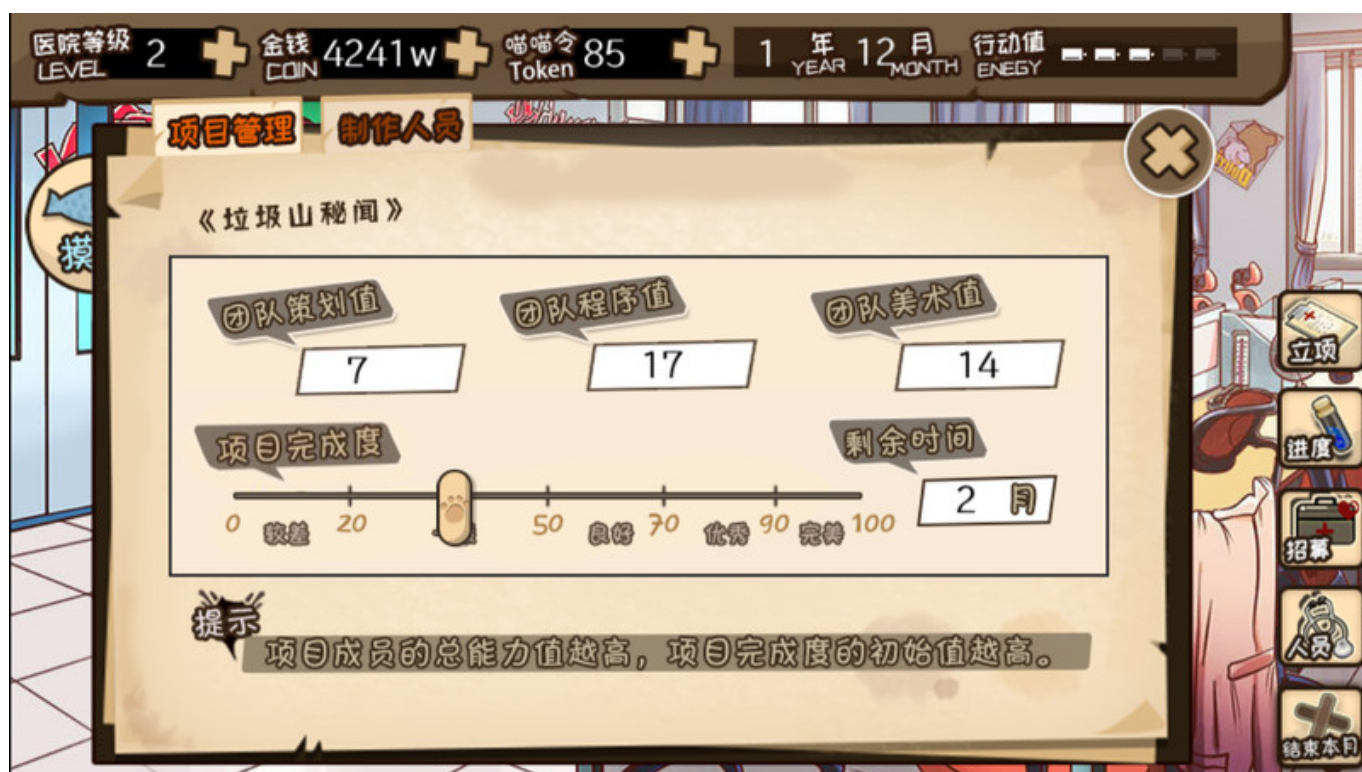 医院等级 2 金钱 4241w 喵喵令 85 1 年 12 月 行动值
LEVEL COIN Token YEAR MONTH ENEGY
项目管理 制作人员
摸
《垃圾山秘闻》
团队策划值 团队程序值 团队美术值
7 17 14
项目完成度 剩余时间
2 月
0 较差 20 50 良好 70 优秀 90 完美 100
提示
项目成员的总能力值越高，项目完成度的初始值越高。
立项
进度
招募
人员
结束本月